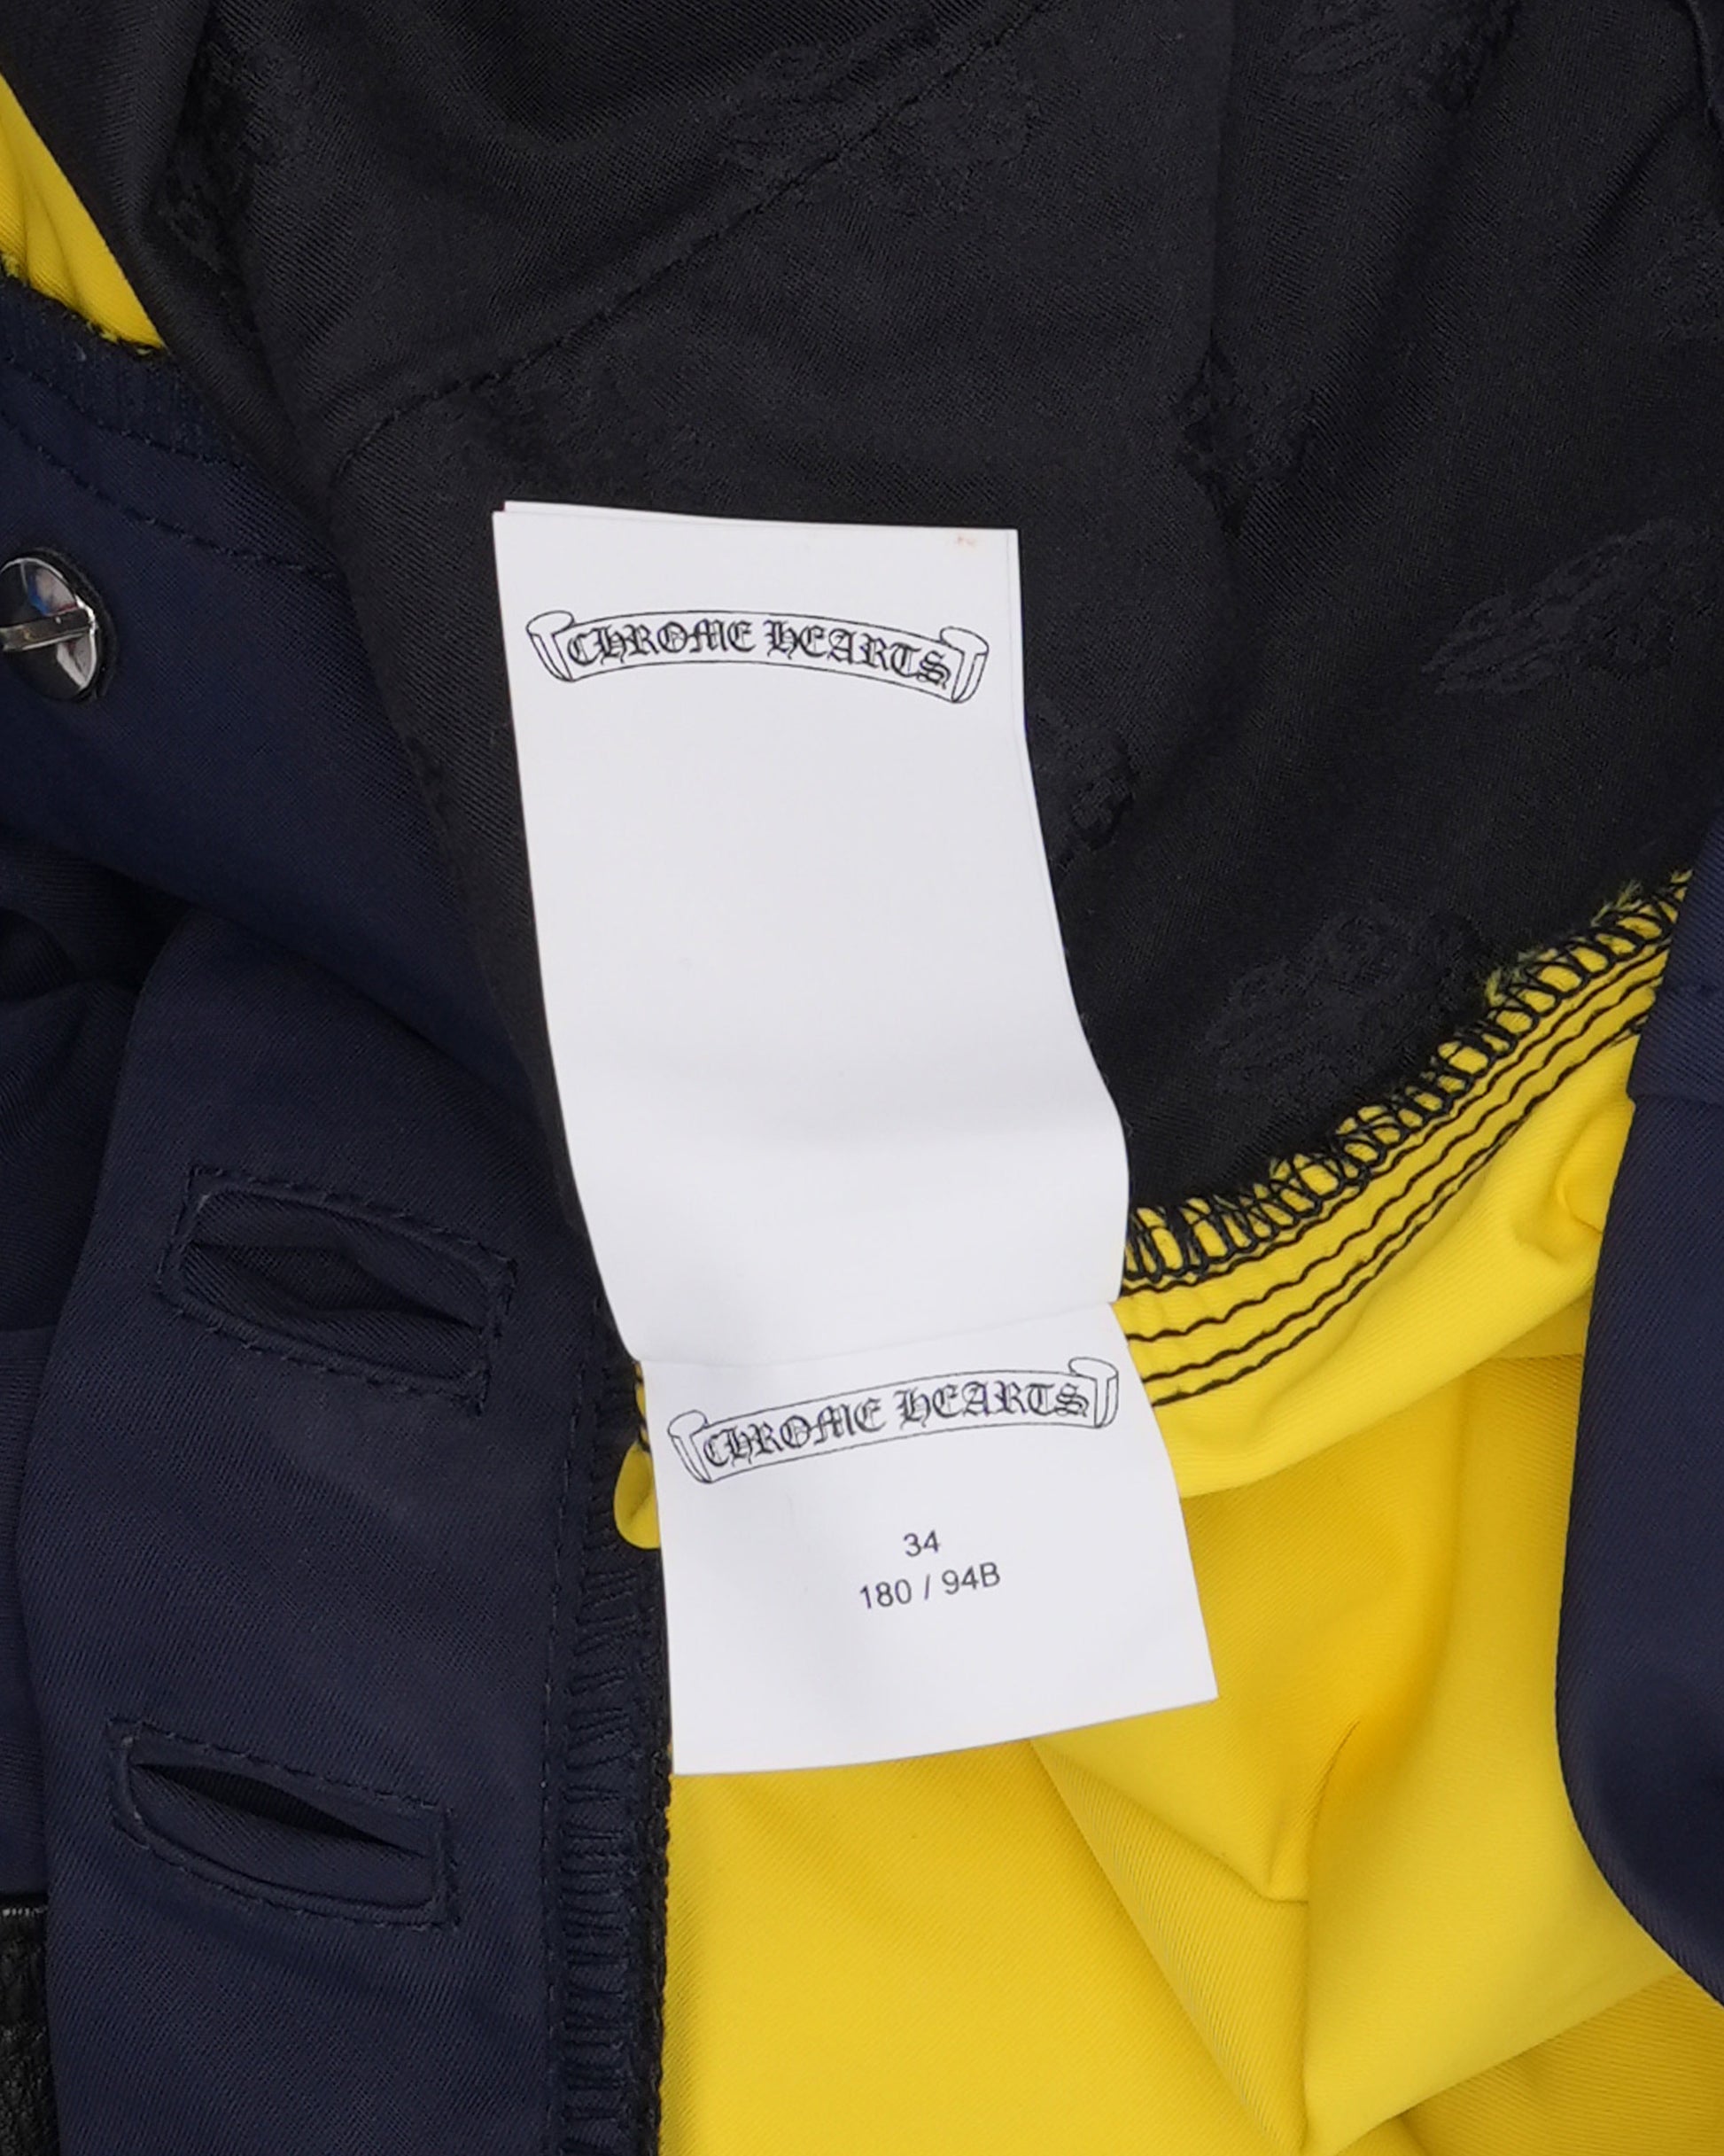 CHROME HEARTS
CHROME HEARTS
34
180 / 94B